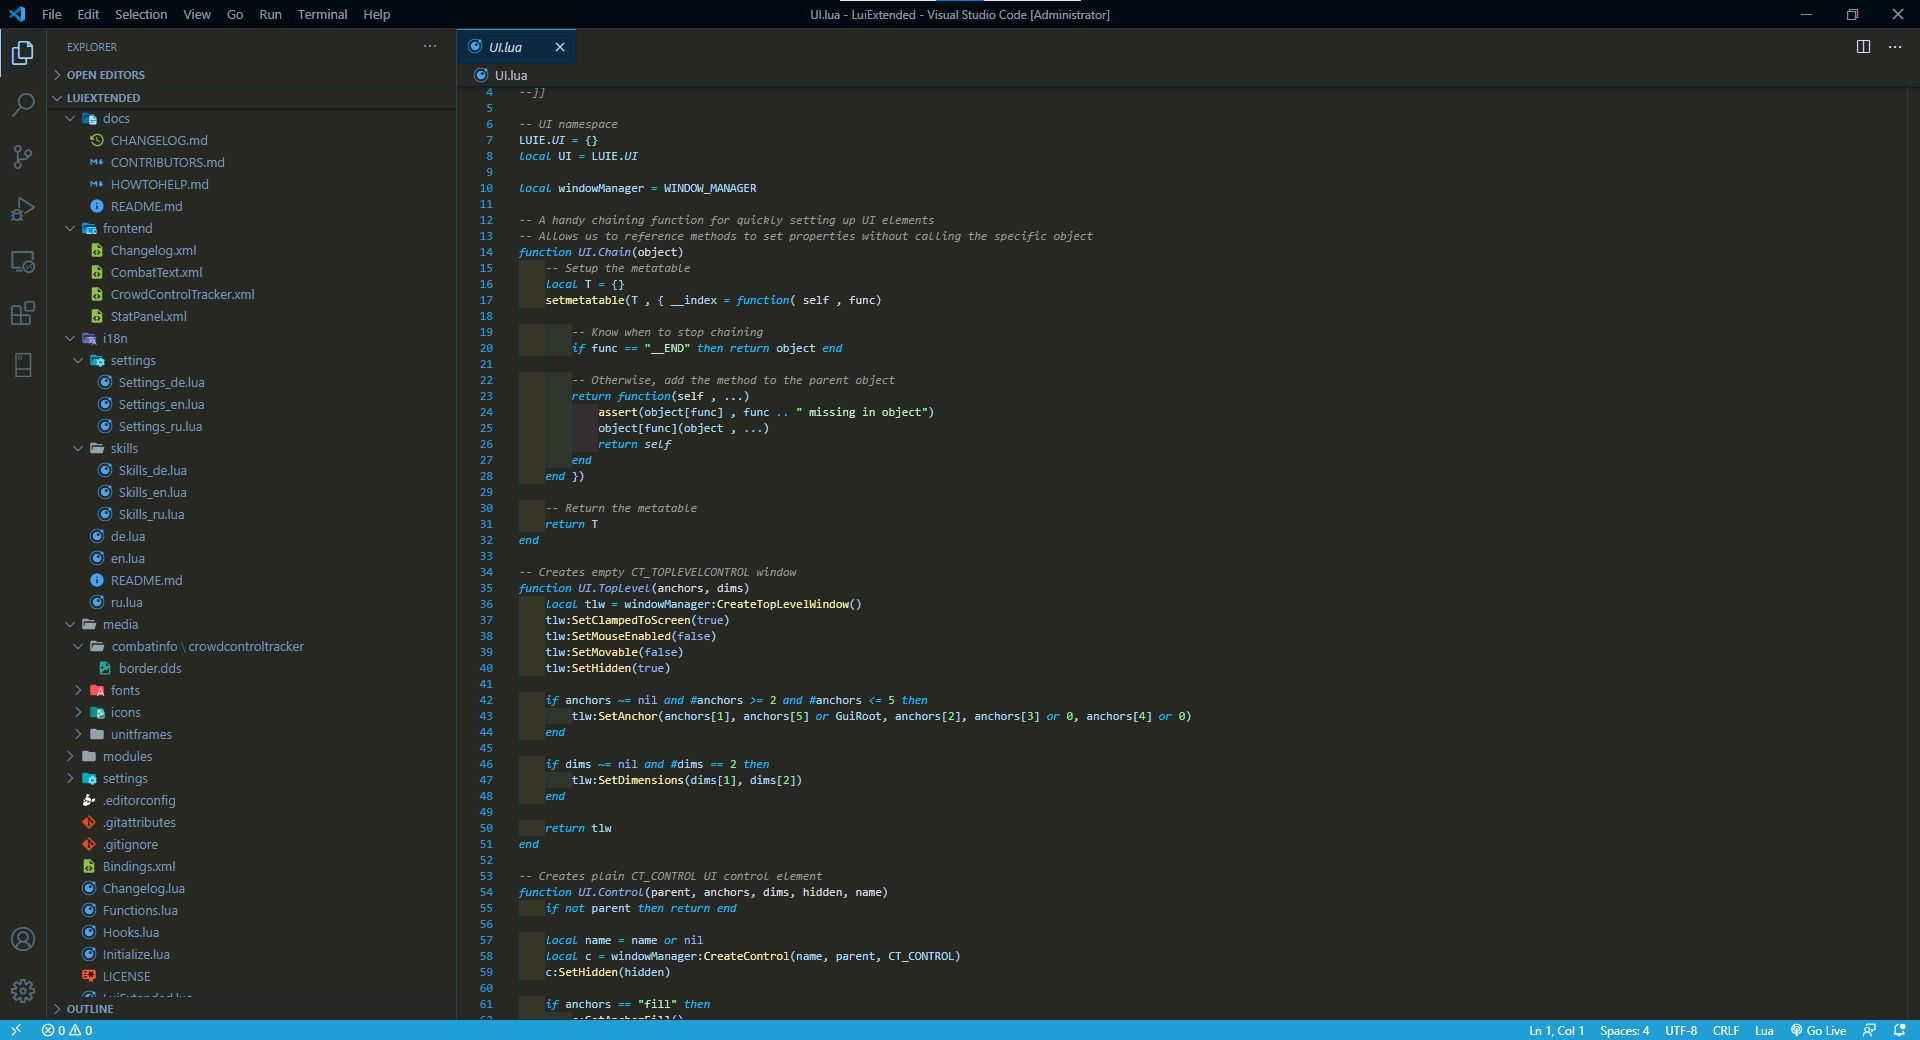 File Edit Selection View Go Run Terminal Help
UI.lua - LuiExtended - Visual Studio Code [Administrator]
EXPLORER
OPEN EDITORS
LUIEXTENDED
docs
CHANGELOG.md
CONTRIBUTORS.md
HOWTOHELP.md
README.md
frontend
Changelog.xml
CombatText.xml
CrowdControlTracker.xml
StatPanel.xml
i18n
settings
Settings_de.lua
Settings_en.lua
Settings_ru.lua
skills
Skills_de.lua
Skills_en.lua
Skills_ru.lua
de.lua
en.lua
README.md
ru.lua
media
combatinfo \ crowdcontroltracker
border.dds
fonts
icons
unitframes
modules
settings
.editorconfig
.gitattributes
.gitignore
Bindings.xml
Changelog.lua
Functions.lua
Hooks.lua
Initialize.lua
LICENSE
LuiExtended.lua
OUTLINE
UI.lua
UI.lua
4 --]]
5
6 -- UI namespace
7 LUIE.UI = {}
8 local UI = LUIE.UI
9
10 local windowManager = WINDOW_MANAGER
11
12 -- A handy chaining function for quickly setting up UI elements
13 -- Allows us to reference methods to set properties without calling the specific object
14 function UI.Chain(object)
15 -- Setup the metatable
16 local T = {}
17 setmetatable(T , { __index = function( self , func)
18
19 -- Know when to stop chaining
20 if func == "__END" then return object end
21
22 -- Otherwise, add the method to the parent object
23 return function(self , ...)
24 assert(object[func] , func .. " missing in object")
25 object[func](object , ...)
26 return self
27 end
28 end })
29
30 -- Return the metatable
31 return T
32 end
33
34 -- Creates empty CT_TOPLEVELCONTROL window
35 function UI.TopLevel(anchors, dims)
36 local tlw = windowManager:CreateTopLevelWindow()
37 tlw:SetClampedToScreen(true)
38 tlw:SetMouseEnabled(false)
39 tlw:SetMovable(false)
40 tlw:SetHidden(true)
41
42 if anchors ~= nil and #anchors >= 2 and #anchors <= 5 then
43 tlw:SetAnchor(anchors[1], anchors[5] or GuiRoot, anchors[2], anchors[3] or 0, anchors[4] or 0)
44 end
45
46 if dims ~= nil and #dims == 2 then
47 tlw:SetDimensions(dims[1], dims[2])
48 end
49
50 return tlw
51 end
52
53 -- Creates plain CT_CONTROL UI control element
54 function UI.Control(parent, anchors, dims, hidden, name)
55 if not parent then return end
56
57 local name = name or nil
58 local c = windowManager:CreateControl(name, parent, CT_CONTROL)
59 c:SetHidden(hidden)
60
61 if anchors == "fill" then
62 c:SetAnchorFill()
0 0
Ln 1, Col 1 Spaces: 4 UTF-8 CRLF Lua Go Live